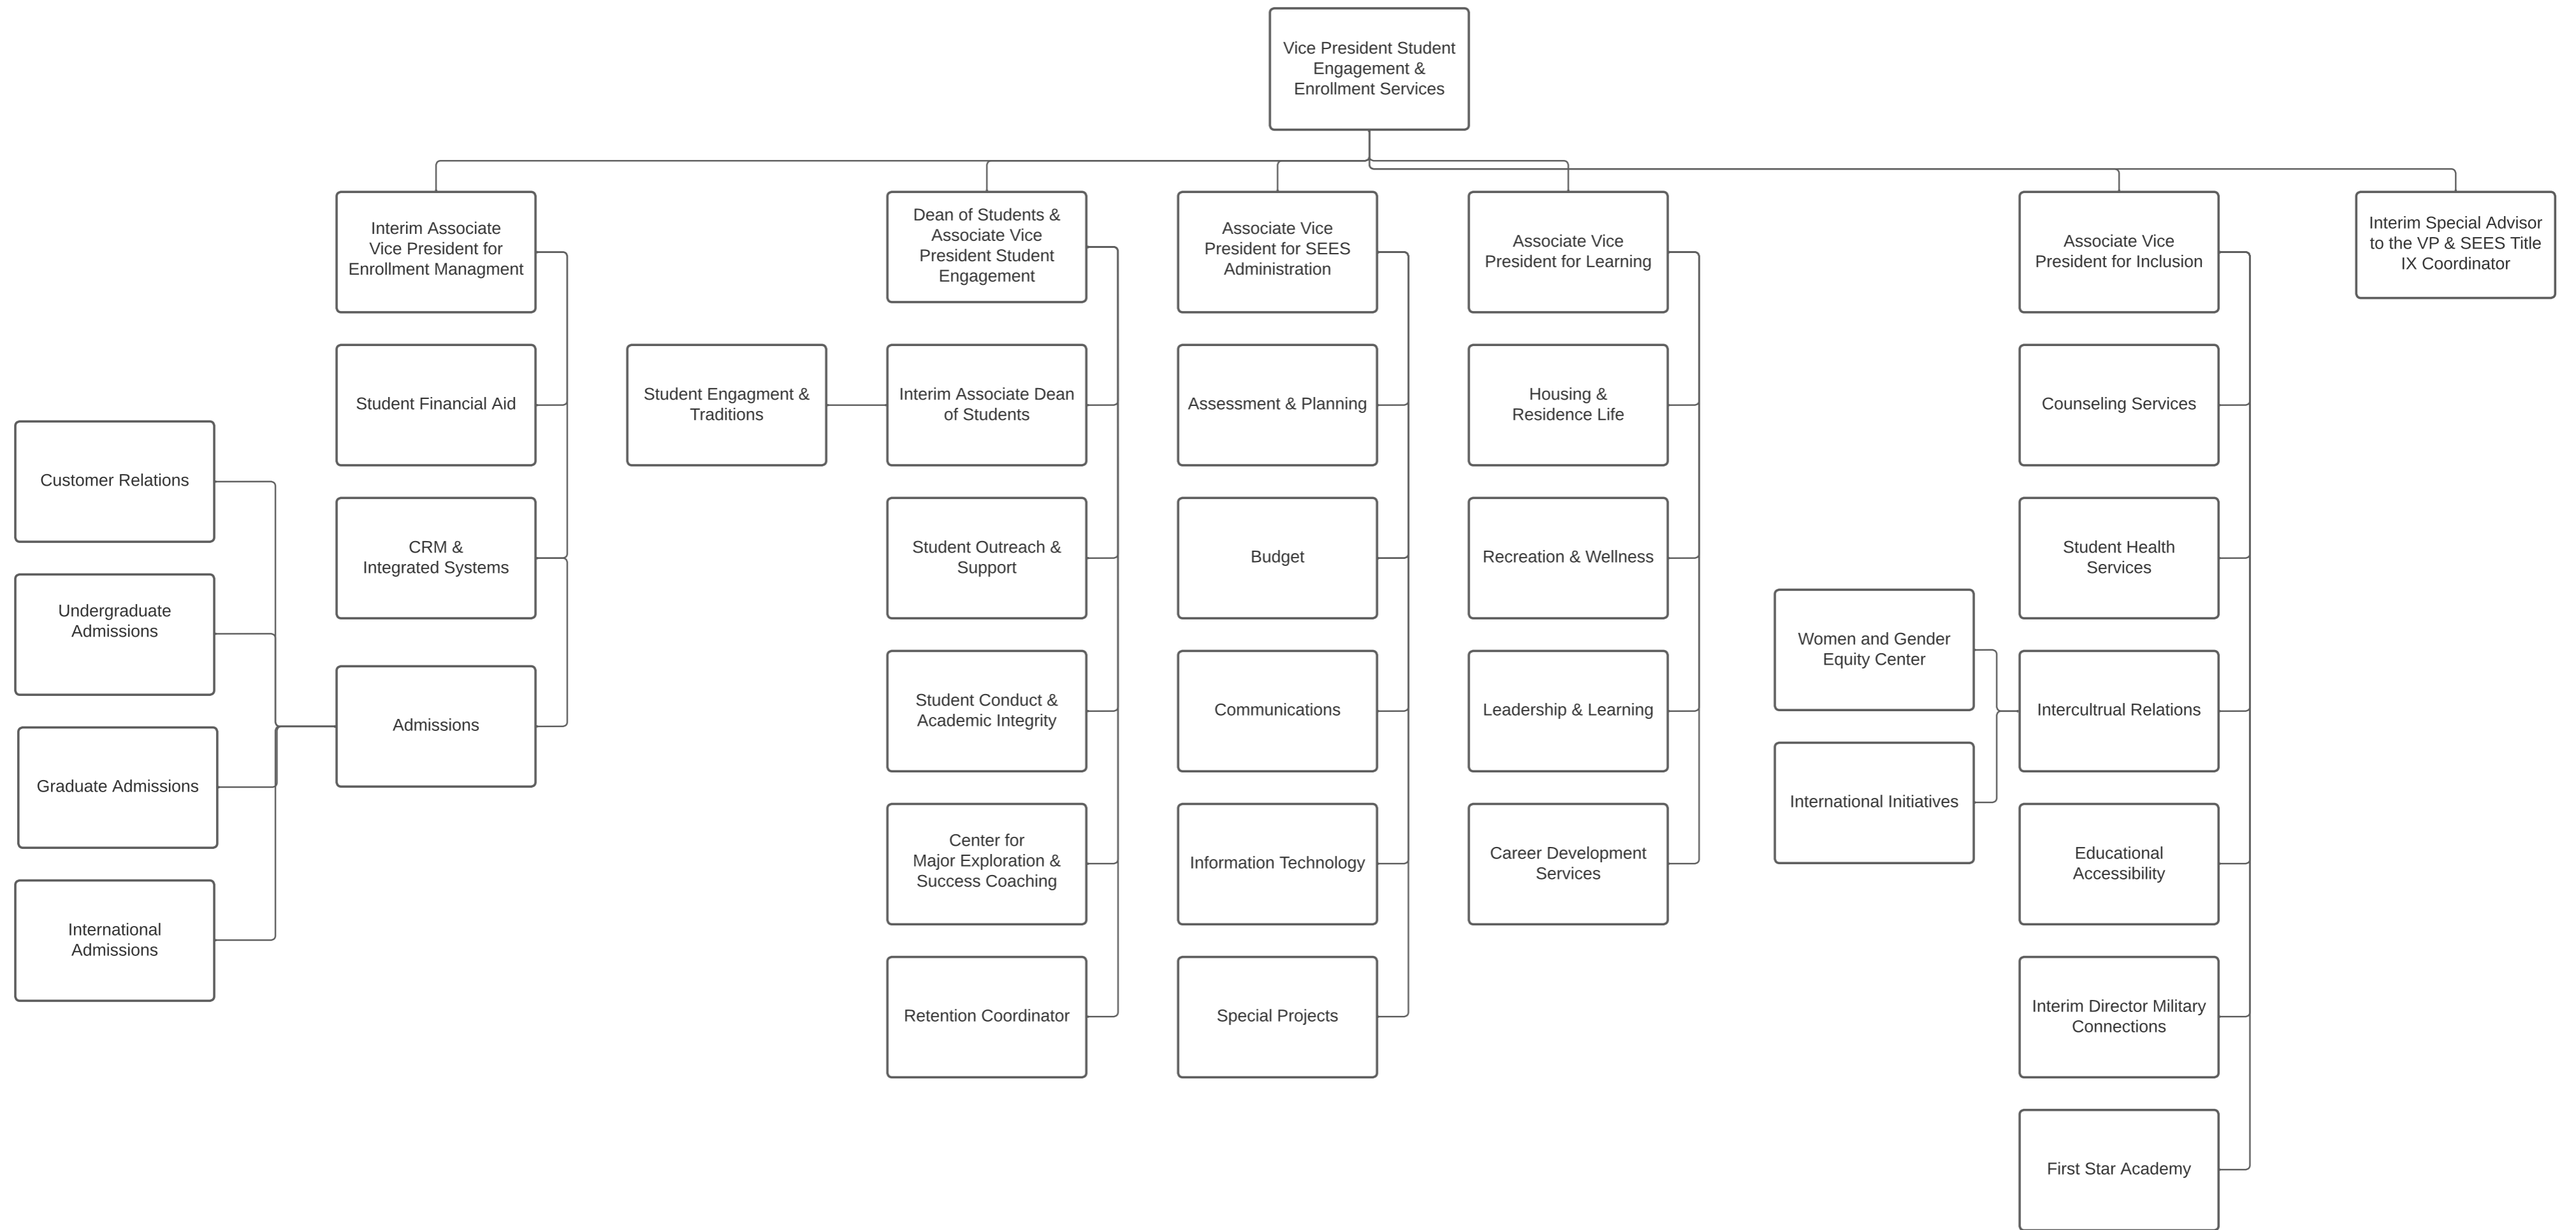 Vice President Student
Engagement &
Enrollment Services
Interim Associate
Vice President for
Enrollment Managment
Dean of Students &
Associate Vice
President Student
Engagement
Associate Vice
President for SEES
Administration
Associate Vice
President for Learning
Associate Vice
President for Inclusion
Interim Special Advisor
to the VP & SEES Title
IX Coordinator
Student Financial Aid
CRM &
Integrated Systems
Admissions
Customer Relations
Undergraduate
Admissions
Graduate Admissions
International
Admissions
Student Engagment &
Traditions
Interim Associate Dean
of Students
Student Outreach &
Support
Student Conduct &
Academic Integrity
Center for
Major Exploration &
Success Coaching
Retention Coordinator
Assessment & Planning
Budget
Communications
Information Technology
Special Projects
Housing &
Residence Life
Recreation & Wellness
Leadership & Learning
Career Development
Services
Counseling Services
Student Health
Services
Women and Gender
Equity Center
International Initiatives
Intercultrual Relations
Educational
Accessibility
Interim Director Military
Connections
First Star Academy